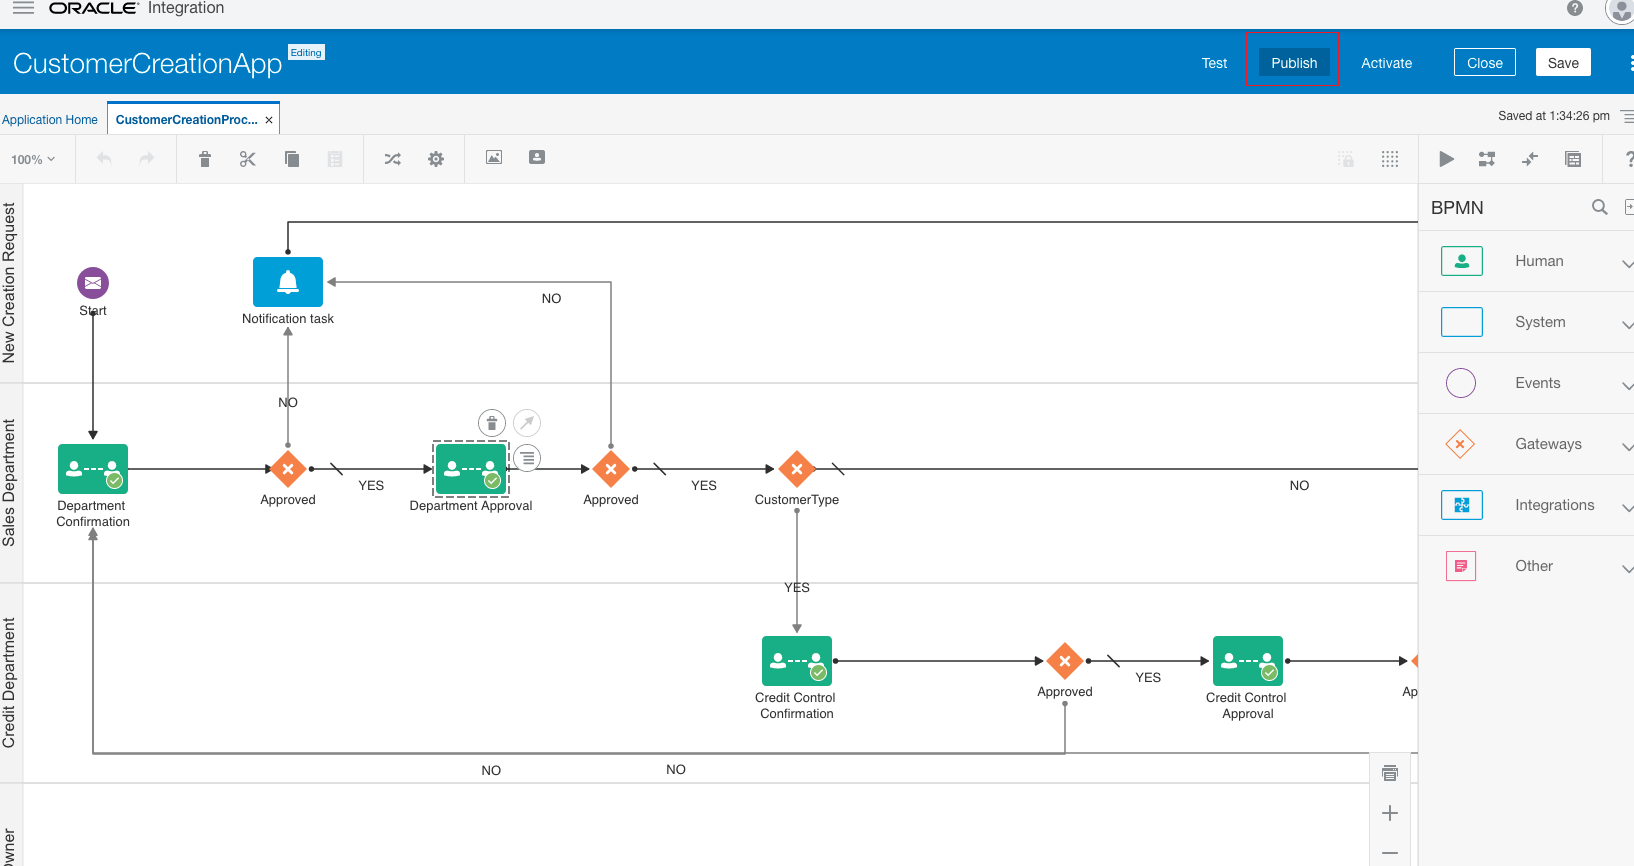 ORACLE Integration
CustomerCreationApp Editing
Test Publish Activate Close Save
Application Home CustomerCreationProc... × Saved at 1:34:26 pm
100%
BPMN
Human
System
Events
Gateways
Integrations
Other
New Creation Request
Start
Notification task
NO
NO
Sales Department
Department
Confirmation
Approved
YES
Department Approval
Approved
YES
CustomerType
NO
YES
Credit Department
Credit Control
Confirmation
Approved
YES
Credit Control
Approval
Ap
NO
NO
wner